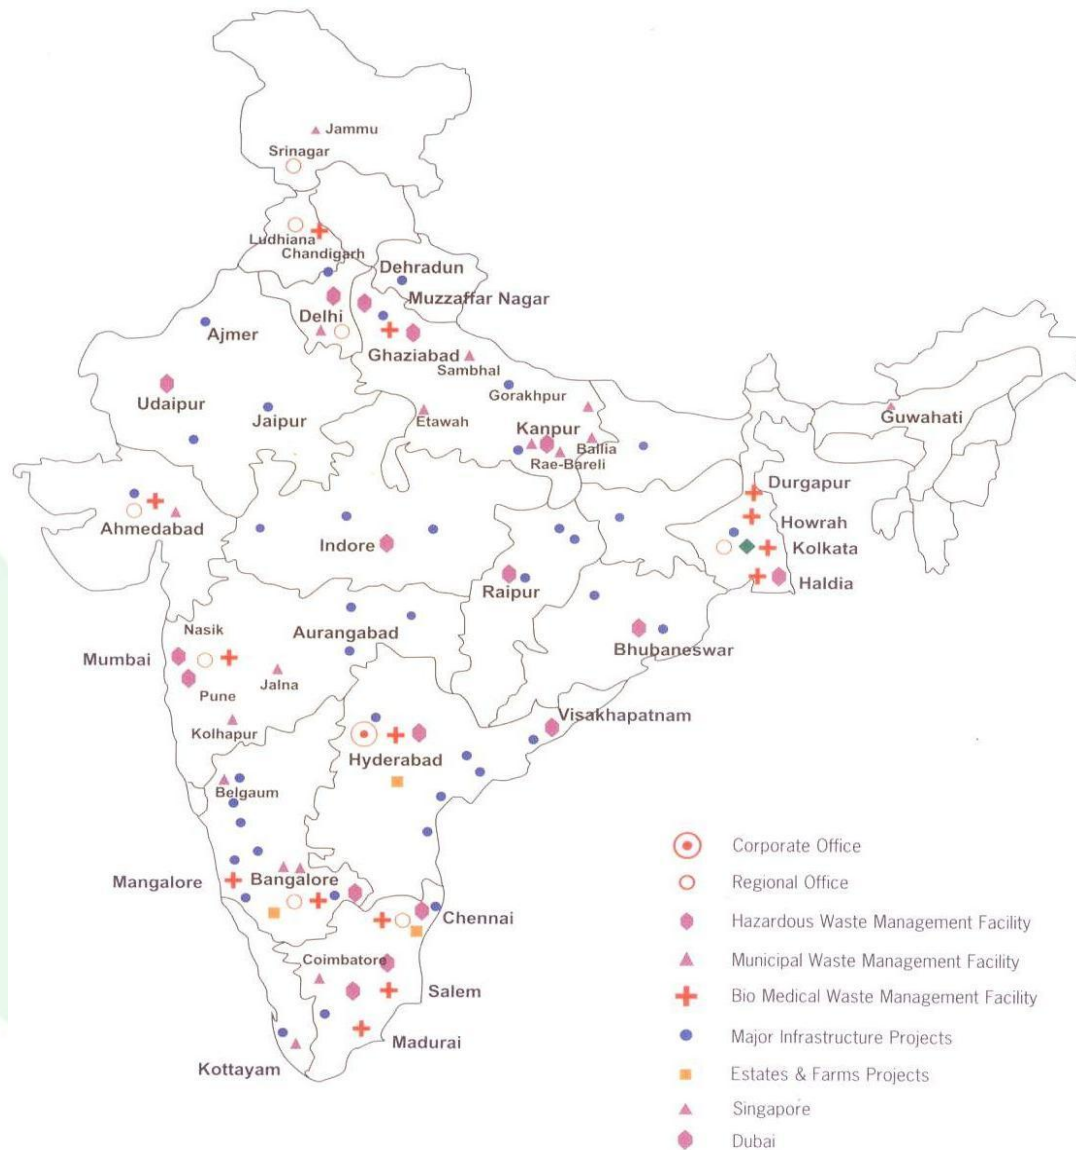 Jammu
Srinagar
Ludhiana
Chandigarh
Dehradun
Muzzaffar Nagar
Delhi
Ajmer
Ghaziabad
Sambhal
Udaipur
Gorakhpur
Jaipur
Etawah
Kanpur
Ballia
Rae-Bareli
Guwahati
Durgapur
Ahmedabad
Howrah
Indore
Kolkata
Raipur
Haldia
Nasik
Aurangabad
Mumbai
Bhubaneswar
Jalna
Pune
Visakhapatnam
Kolhapur
Hyderabad
Belgaum
Mangalore
Bangalore
Chennai
Coimbatore
Salem
Madurai
Kottayam
Corporate Office
Regional Office
Hazardous Waste Management Facility
Municipal Waste Management Facility
Bio Medical Waste Management Facility
Major Infrastructure Projects
Estates & Farms Projects
Singapore
Dubai